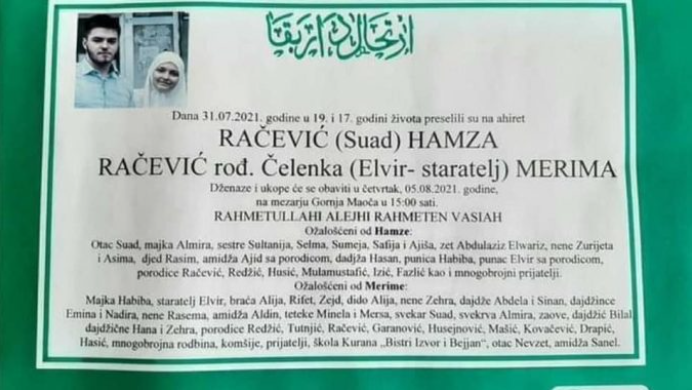 ارتحال دار بقا
Dana 31.07.2021. godine u 19. i 17. godini života preselili su na ahiret
RAČEVIĆ (Suad) HAMZA
RAČEVIĆ rođ. Čelenka (Elvir- staratelj) MERIMA
Dženaze i ukope će se obaviti u četvrtak, 05.08.2021. godine,
na mezarju Gornja Maoča u 15:00 sati.
RAHMETULLAHI ALEJHI RAHMETEN VASIAH
Ožalošćeni od Hamze:
Otac Suad, majka Almira, sestre Sultanija, Selma, Sumeja, Safija i Ajiša, zet Abdulaziz Elwariz, nene Zurijeta
i Asima, djed Rasim, amidža Ajid sa porodicom, dadjža Hasan, punica Habiba, punac Elvir sa porodicom,
porodice Račević, Redžić, Husić, Mulamustafić, Izić, Fazlić kao i mnogobrojni prijatelji.
Ožalošćeni od Merime:
Majka Habiba, staratelj Elvir, braća Alija, Rifet, Zejd, dido Alija, nene Zehra, dajdže Abdela i Sinan, dajdžince
Emina i Nadira, nene Rasema, amidža Aldin, teteke Minela i Mersa, svekar Suad, svekrva Almira, zaove, dajdžić Bilal
dajdžične Hana i Zehra, porodice Redžić, Tutnjić, Račević, Garanović, Husejnović, Mašić, Kovačević, Drapić,
Hasić, mnogobrojna rodbina, komšije, prijatelji, škola Kurana „Bistri Izvor i Bejjan", otac Nevzet, amidža Sanel.